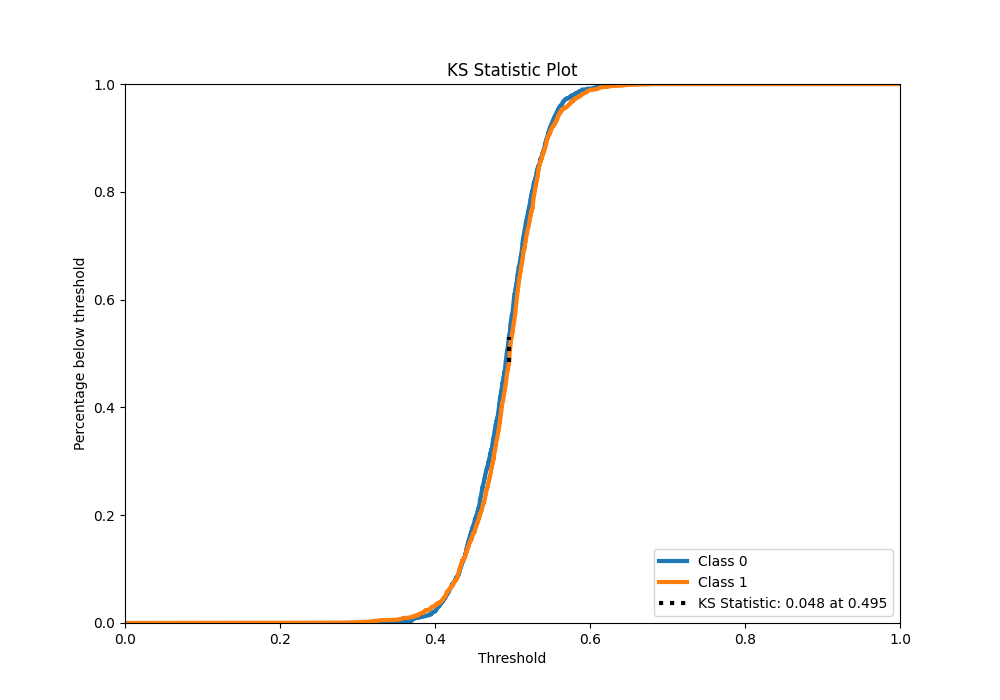 KS Statistic Plot
1.0
0.8
0.6
0.4
0.2
0.0
Percentage below threshold
0.0 0.2 0.4 0.6 0.8 1.0
Threshold
Class 0
Class 1
KS Statistic: 0.048 at 0.495